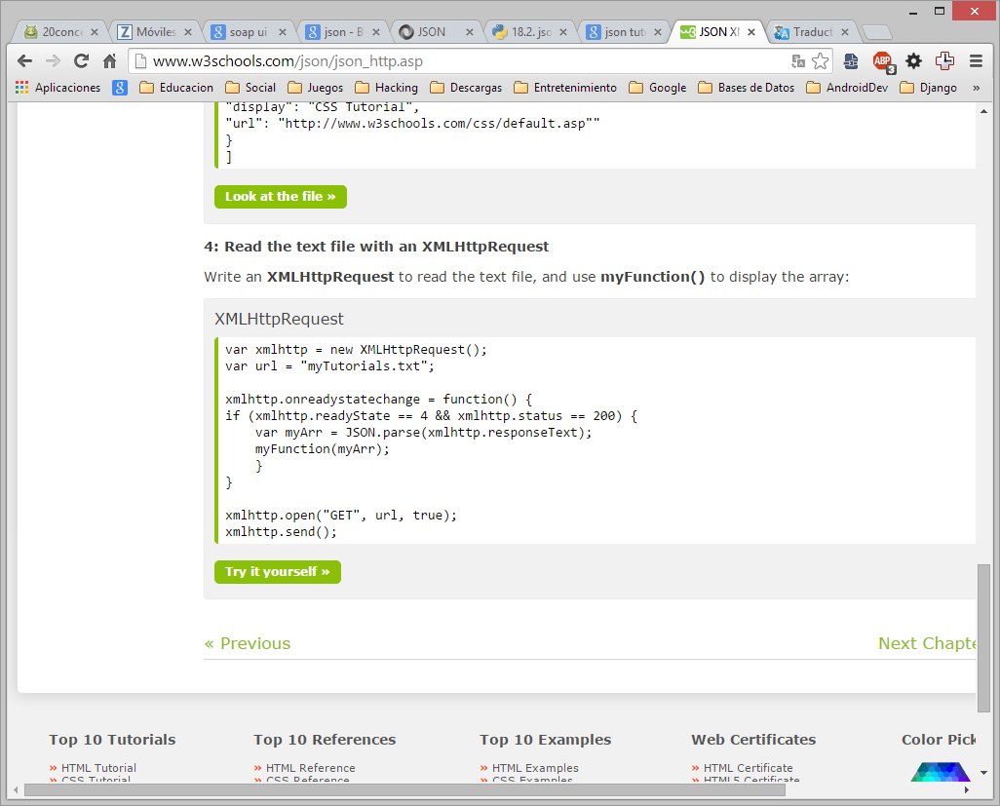 20conc
Móviles
soap ui
json - B
JSON
18.2. jso
json tut
JSON XM
Traduct
www.w3schools.com/json/json_http.asp
ABP
3
Aplicaciones
Educacion
Social
Juegos
Hacking
Descargas
Entretenimiento
Google
Bases de Datos
AndroidDev
Django
»
"display": "CSS Tutorial",
"url": "http://www.w3schools.com/css/default.asp""
}
]
Look at the file »
4: Read the text file with an XMLHttpRequest
Write an XMLHttpRequest to read the text file, and use myFunction() to display the array:
XMLHttpRequest
var xmlhttp = new XMLHttpRequest();
var url = "myTutorials.txt";
xmlhttp.onreadystatechange = function() {
if (xmlhttp.readyState == 4 && xmlhttp.status == 200) {
    var myArr = JSON.parse(xmlhttp.responseText);
    myFunction(myArr);
    }
}
xmlhttp.open("GET", url, true);
xmlhttp.send();
Try it yourself »
« Previous
Next Chapte
Top 10 Tutorials
Top 10 References
Top 10 Examples
Web Certificates
Color Pick
» HTML Tutorial
» HTML Reference
» HTML Examples
» HTML Certificate
» CSS Tutorial
» CSS Reference
» CSS Examples
» HTML5 Certificate